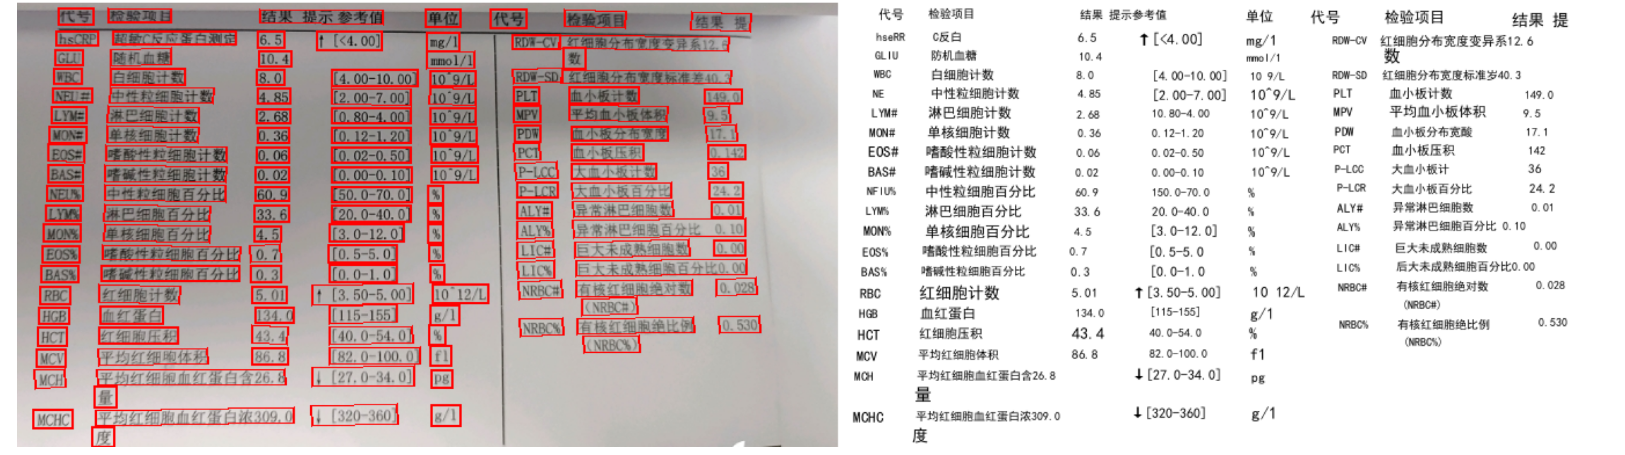 代号 检验项目 结果 提示 参考值 单位
hsCRP 超敏C反应蛋白测定 6.5 ↑ [<4.00] mg/l
GLU 随机血糖 10.4 mmol/l
WBC 白细胞计数 8.0 [4.00-10.00] 10^9/L
NEU# 中性粒细胞计数 4.85 [2.00-7.00] 10^9/L
LYM# 淋巴细胞计数 2.68 [0.80-4.00] 10^9/L
MON# 单核细胞计数 0.36 [0.12-1.20] 10^9/L
EOS# 嗜酸性粒细胞计数 0.06 [0.02-0.50] 10^9/L
BAS# 嗜碱性粒细胞计数 0.02 [0.00-0.10] 10^9/L
NEU% 中性粒细胞百分比 60.9 [50.0-70.0] %
LYM% 淋巴细胞百分比 33.6 [20.0-40.0] %
MON% 单核细胞百分比 4.5 [3.0-12.0] %
EOS% 嗜酸性粒细胞百分比 0.7 [0.5-5.0] %
BAS% 嗜碱性粒细胞百分比 0.3 [0.0-1.0] %
RBC 红细胞计数 5.01 ↑ [3.50-5.00] 10^12/L
HGB 血红蛋白 134.0 [115-155] g/l
HCT 红细胞压积 43.4 [40.0-54.0] %
MCV 平均红细胞体积 86.8 [82.0-100.0] fl
MCH 平均红细胞血红蛋白含26.8 ↓ [27.0-34.0] pg
量
MCHC 平均红细胞血红蛋白浓309.0 ↓ [320-360] g/l
度
代号 检验项目 结果 提
RDW-CV 红细胞分布宽度变异系12.6
数
RDW-SD 红细胞分布宽度标准差40.3
PLT 血小板计数 149.0
MPV 平均血小板体积 9.5
PDW 血小板分布宽度 17.1
PCT 血小板压积 0.142
P-LCC 大血小板计数 36
P-LCR 大血小板百分比 24.2
ALY# 异常淋巴细胞数 0.01
ALY% 异常淋巴细胞百分比 0.10
LIC# 巨大未成熟细胞数 0.00
LIC% 巨大未成熟细胞百分比0.00
NRBC# 有核红细胞绝对数 0.028
(NRBC#)
NRBC% 有核红细胞绝比例 0.530
(NRBC%)
代号 检验项目 结果 提示参考值 单位
hseRR C反白 6.5 ↑[<4.00] mg/1
GLIU 防机血糖 10.4 mmo1/1
WBC 白细胞计数 8.0 [4.00-10.00] 10 9/L
NE 中性粒细胞计数 4.85 [2.00-7.00] 10^9/L
LYM# 淋巴细胞计数 2.68 10.80-4.00 10^9/L
MON# 单核细胞计数 0.36 0.12-1.20 10^9/L
EOS# 嗜酸性粒细胞计数 0.06 0.02-0.50 10^9/L
BAS# 嗜碱性粒细胞计数 0.02 0.00-0.10 10^9/L
NFIU% 中性粒细胞百分比 60.9 150.0-70.0 %
LYM% 淋巴细胞百分比 33.6 20.0-40.0 %
MON% 单核细胞百分比 4.5 [3.0-12.0] %
EOS% 嗜酸性粒细胞百分比 0.7 [0.5-5.0 %
BAS% 嗜碱性粒细胞百分比 0.3 [0.0-1.0 %
RBC 红细胞计数 5.01 ↑[3.50-5.00] 10 12/L
HGB 血红蛋白 134.0 [115-155] g/1
HCT 红细胞压积 43.4 40.0-54.0 %
MCV 平均红细胞体积 86.8 82.0-100.0 f1
MCH 平均红细胞血红蛋白含26.8 ↓[27.0-34.0] pg
量
MCHC 平均红细胞血红蛋白浓309.0 ↓[320-360] g/1
度
代号 检验项目 结果 提
RDW-CV 红细胞分布宽度变异系12.6
数
RDW-SD 红细胞分布宽度标准岁40.3
PLT 血小板计数 149.0
MPV 平均血小板体积 9.5
PDW 血小板分布宽酸 17.1
PCT 血小板压积 142
P-LCC 大血小板计 36
P-LCR 大血小板百分比 24.2
ALY# 异常淋巴细胞数 0.01
ALY% 异常淋巴细胞百分比 0.10
LIC# 巨大未成熟细胞数 0.00
LIC% 后大未成熟细胞百分比0.00
NRBC# 有核红细胞绝对数 0.028
(NRBC#)
NRBC% 有核红细胞绝比例 0.530
(NRBC%)